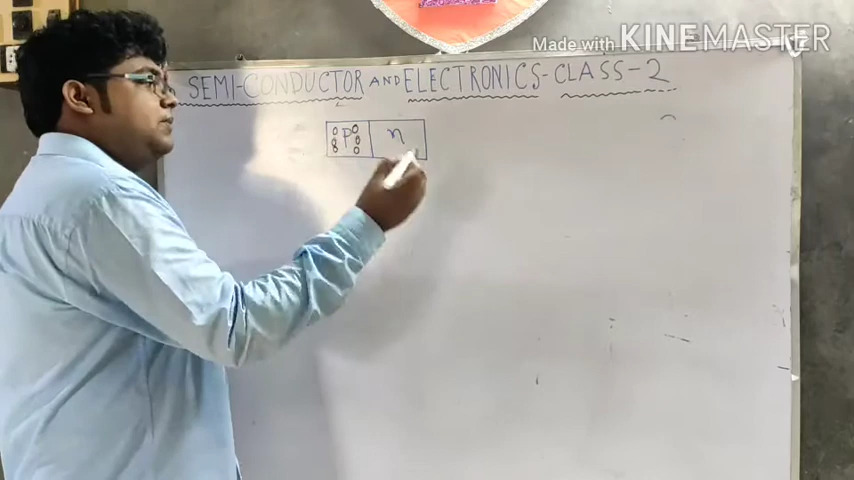 Made with KINEMASTER
SEMI-CONDUCTOR AND ELECTRONICS-CLASS-2
P n